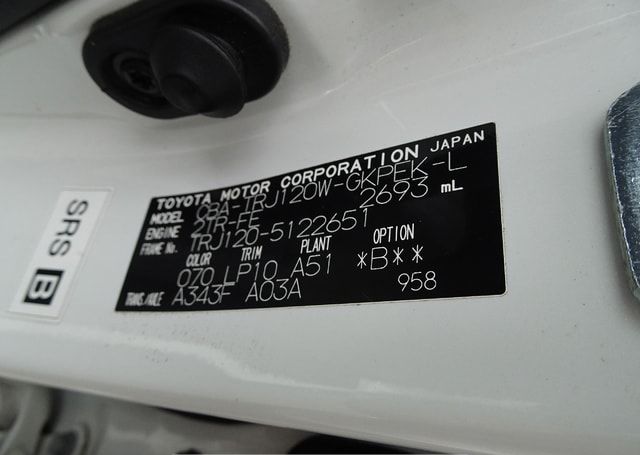 TOYOTA MOTOR CORPORATION JAPAN
MODEL CBA-TRJ120W-GKPEK-L
ENGINE 2TR-FE 2693 mL
FRAME No. TRJ120-5122651
COLOR TRIM PLANT OPTION
070 LP10 A51 *B**
TRANS/AXLE A343F A03A 958
SRS B